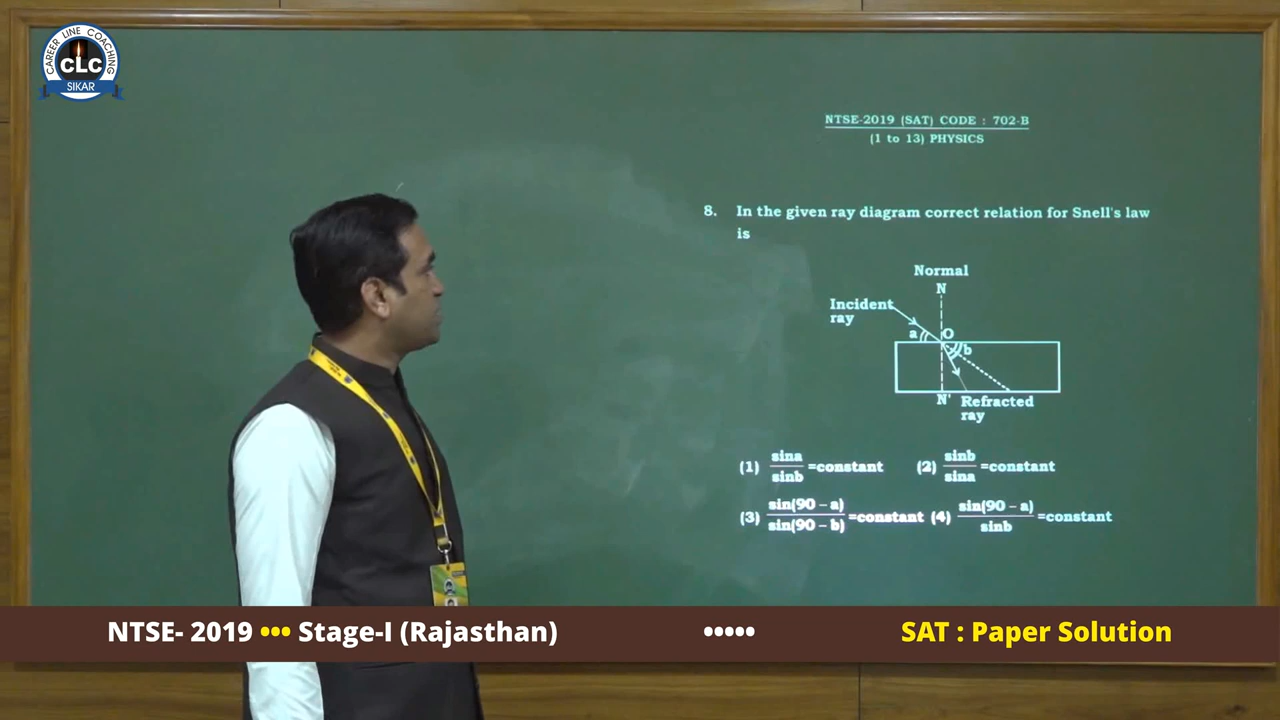 CAREER LINE COACHING
CLC
SIKAR
NTSE-2019 (SAT) CODE : 702-B
(1 to 13) PHYSICS
8. In the given ray diagram correct relation for Snell's law
is
Normal
N
Incident
ray
a
O
b
N'
Refracted
ray
(1) sina/sinb =constant (2) sinb/sina =constant
(3) sin(90 – a)/sin(90 – b) =constant (4) sin(90 – a)/sinb =constant
NTSE- 2019 ••• Stage-I (Rajasthan) ••••• SAT : Paper Solution